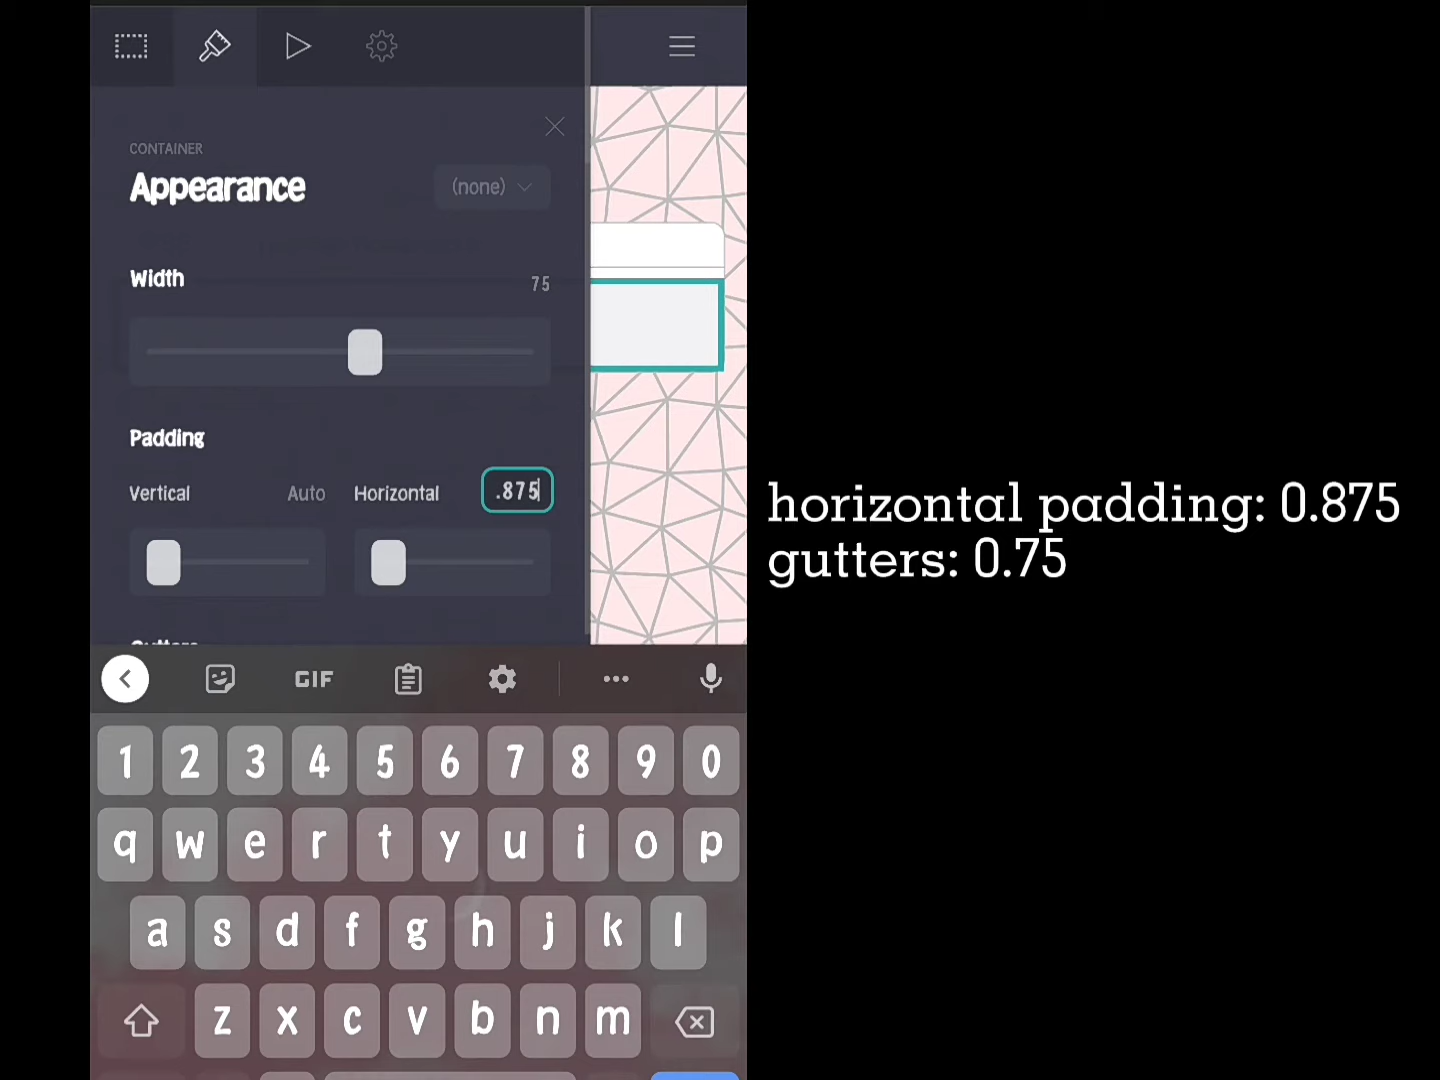 CONTAINER
Appearance
(none)
Width
75
Padding
Vertical
Auto
Horizontal
.875
horizontal padding: 0.875
gutters: 0.75
GIF
1 2 3 4 5 6 7 8 9 0
q w e r t y u i o p
a s d f g h j k l
z x c v b n m